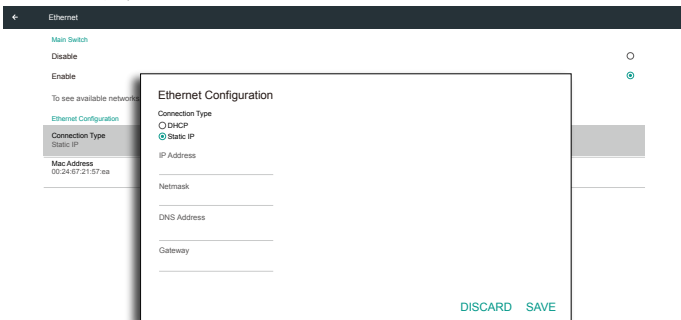 Ethernet
Main Switch
Disable
Enable
To see available networks
Ethernet Configuration
Connection Type
Static IP
Mac Address
00:24:67:21:57:ea
Ethernet Configuration
Connection Type
DHCP
Static IP
IP Address
Netmask
DNS Address
Gateway
DISCARD SAVE